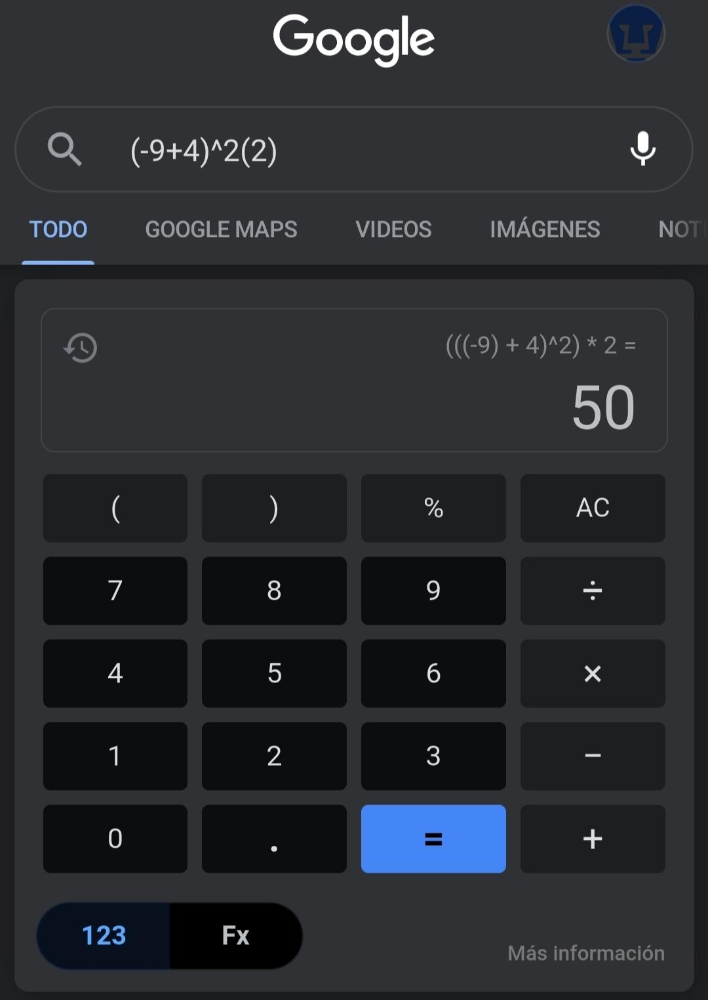 Google
(-9+4)^2(2)
TODO GOOGLE MAPS VIDEOS IMÁGENES NOT
(((-9) + 4)^2) * 2 =
50
( ) % AC
7 8 9 ÷
4 5 6 ×
1 2 3 −
0 . = +
123 Fx
Más información